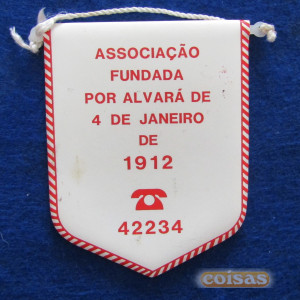 ASSOCIAÇÃO
FUNDADA
POR ALVARÁ DE
4 DE JANEIRO
DE
1912
42234
coisas